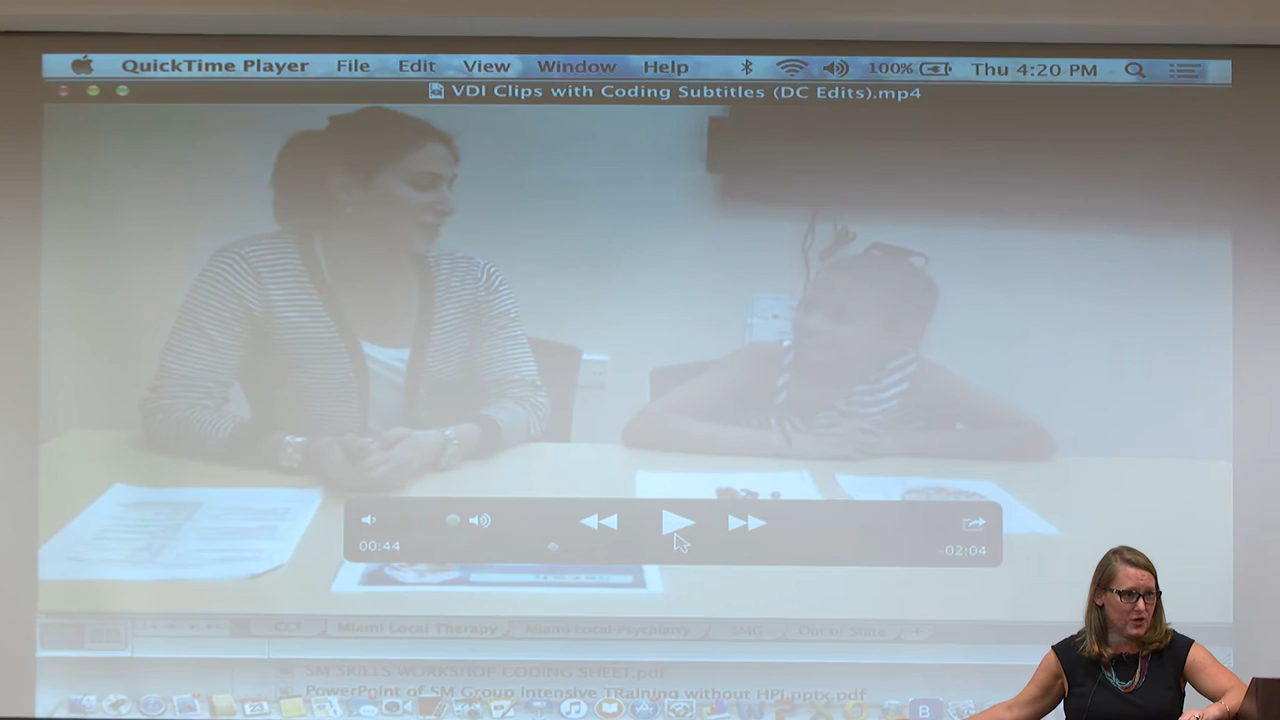 QuickTime Player File Edit View Window Help 100% Thu 4:20 PM
VDI Clips with Coding Subtitles (DC Edits).mp4
00:44
-02:04
CCF Miami Local Therapy Miami Local Psychiatry SMG Out of State +
SM SKILLS WORKSHOP CODING SHEET.pdf
PowerPoint of SM Group Intensive TRaining without HPI.pptx.pdf
23
B